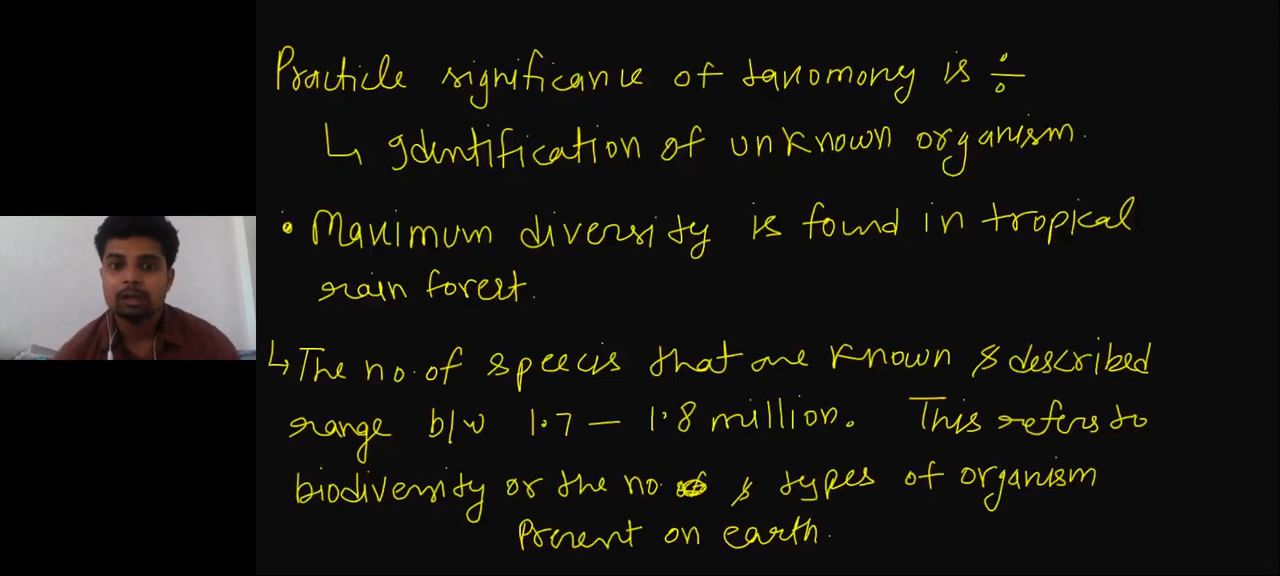 Practicle significance of taxomony is ÷
↳ Identification of unknown organism.
• Maximum diversity is found in tropical
rain forest.
↳ The no. of species that are known & described
range b/w 1.7 — 1.8 million. This refers to
biodiversity or the no. & types of organism
Present on earth.